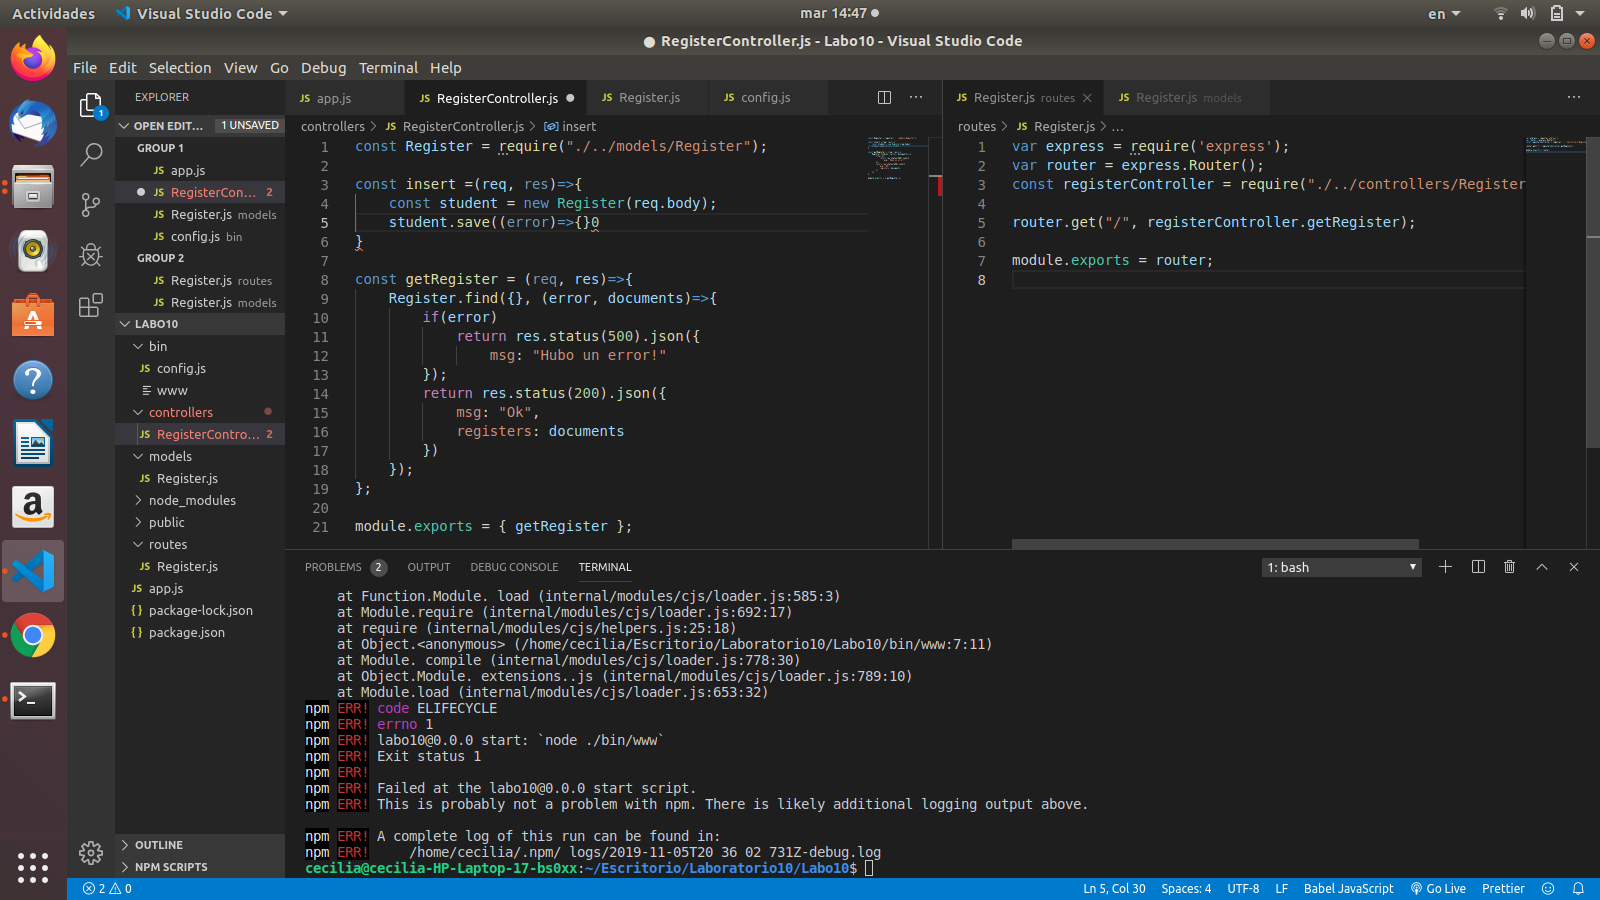 Actividades
Visual Studio Code
mar 14:47
en
RegisterController.js - Labo10 - Visual Studio Code
File Edit Selection View Go Debug Terminal Help
EXPLORER
OPEN EDIT... 1 UNSAVED
GROUP 1
JS app.js
JS RegisterCon... 2
JS Register.js models
JS config.js bin
GROUP 2
JS Register.js routes
JS Register.js models
LABO10
bin
JS config.js
www
controllers
JS RegisterContro... 2
models
JS Register.js
node_modules
public
routes
JS Register.js
JS app.js
{} package-lock.json
{} package.json
OUTLINE
NPM SCRIPTS
JS app.js JS RegisterController.js JS Register.js JS config.js
controllers > JS RegisterController.js > insert
1 const Register = require("./../models/Register");
2
3 const insert =(req, res)=>{
4 const student = new Register(req.body);
5 student.save((error)=>{}0
6 }
7
8 const getRegister = (req, res)=>{
9 Register.find({}, (error, documents)=>{
10 if(error)
11 return res.status(500).json({
12 msg: "Hubo un error!"
13 });
14 return res.status(200).json({
15 msg: "Ok",
16 registers: documents
17 })
18 });
19 };
20
21 module.exports = { getRegister };
JS Register.js routes JS Register.js models
routes > JS Register.js > ...
1 var express = require('express');
2 var router = express.Router();
3 const registerController = require("./../controllers/Register
4
5 router.get("/", registerController.getRegister);
6
7 module.exports = router;
8
PROBLEMS 2 OUTPUT DEBUG CONSOLE TERMINAL
1: bash
at Function.Module. load (internal/modules/cjs/loader.js:585:3)
at Module.require (internal/modules/cjs/loader.js:692:17)
at require (internal/modules/cjs/helpers.js:25:18)
at Object.<anonymous> (/home/cecilia/Escritorio/Laboratorio10/Labo10/bin/www:7:11)
at Module. compile (internal/modules/cjs/loader.js:778:30)
at Object.Module. extensions..js (internal/modules/cjs/loader.js:789:10)
at Module.load (internal/modules/cjs/loader.js:653:32)
npm ERR! code ELIFECYCLE
npm ERR! errno 1
npm ERR! labo10@0.0.0 start: `node ./bin/www`
npm ERR! Exit status 1
npm ERR!
npm ERR! Failed at the labo10@0.0.0 start script.
npm ERR! This is probably not a problem with npm. There is likely additional logging output above.
npm ERR! A complete log of this run can be found in:
npm ERR! /home/cecilia/.npm/ logs/2019-11-05T20 36 02 731Z-debug.log
cecilia@cecilia-HP-Laptop-17-bs0xx:~/Escritorio/Laboratorio10/Labo10$
2 0
Ln 5, Col 30 Spaces: 4 UTF-8 LF Babel JavaScript Go Live Prettier